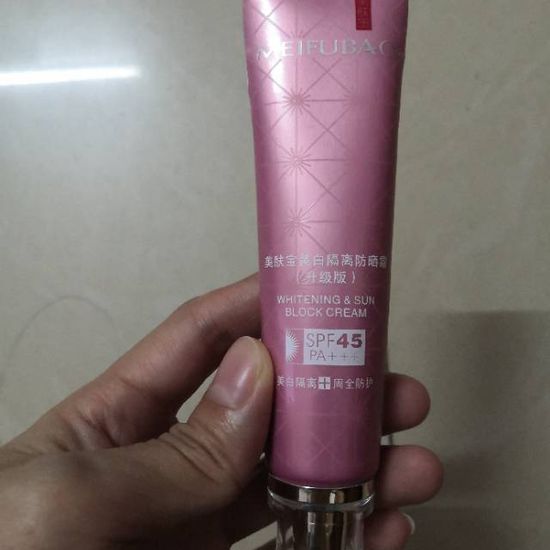 MEIFUBAO
美肤宝美白隔离防晒霜
(升级版)
WHITENING & SUN
BLOCK CREAM
SPF45
PA+++
美白隔离+周全防护